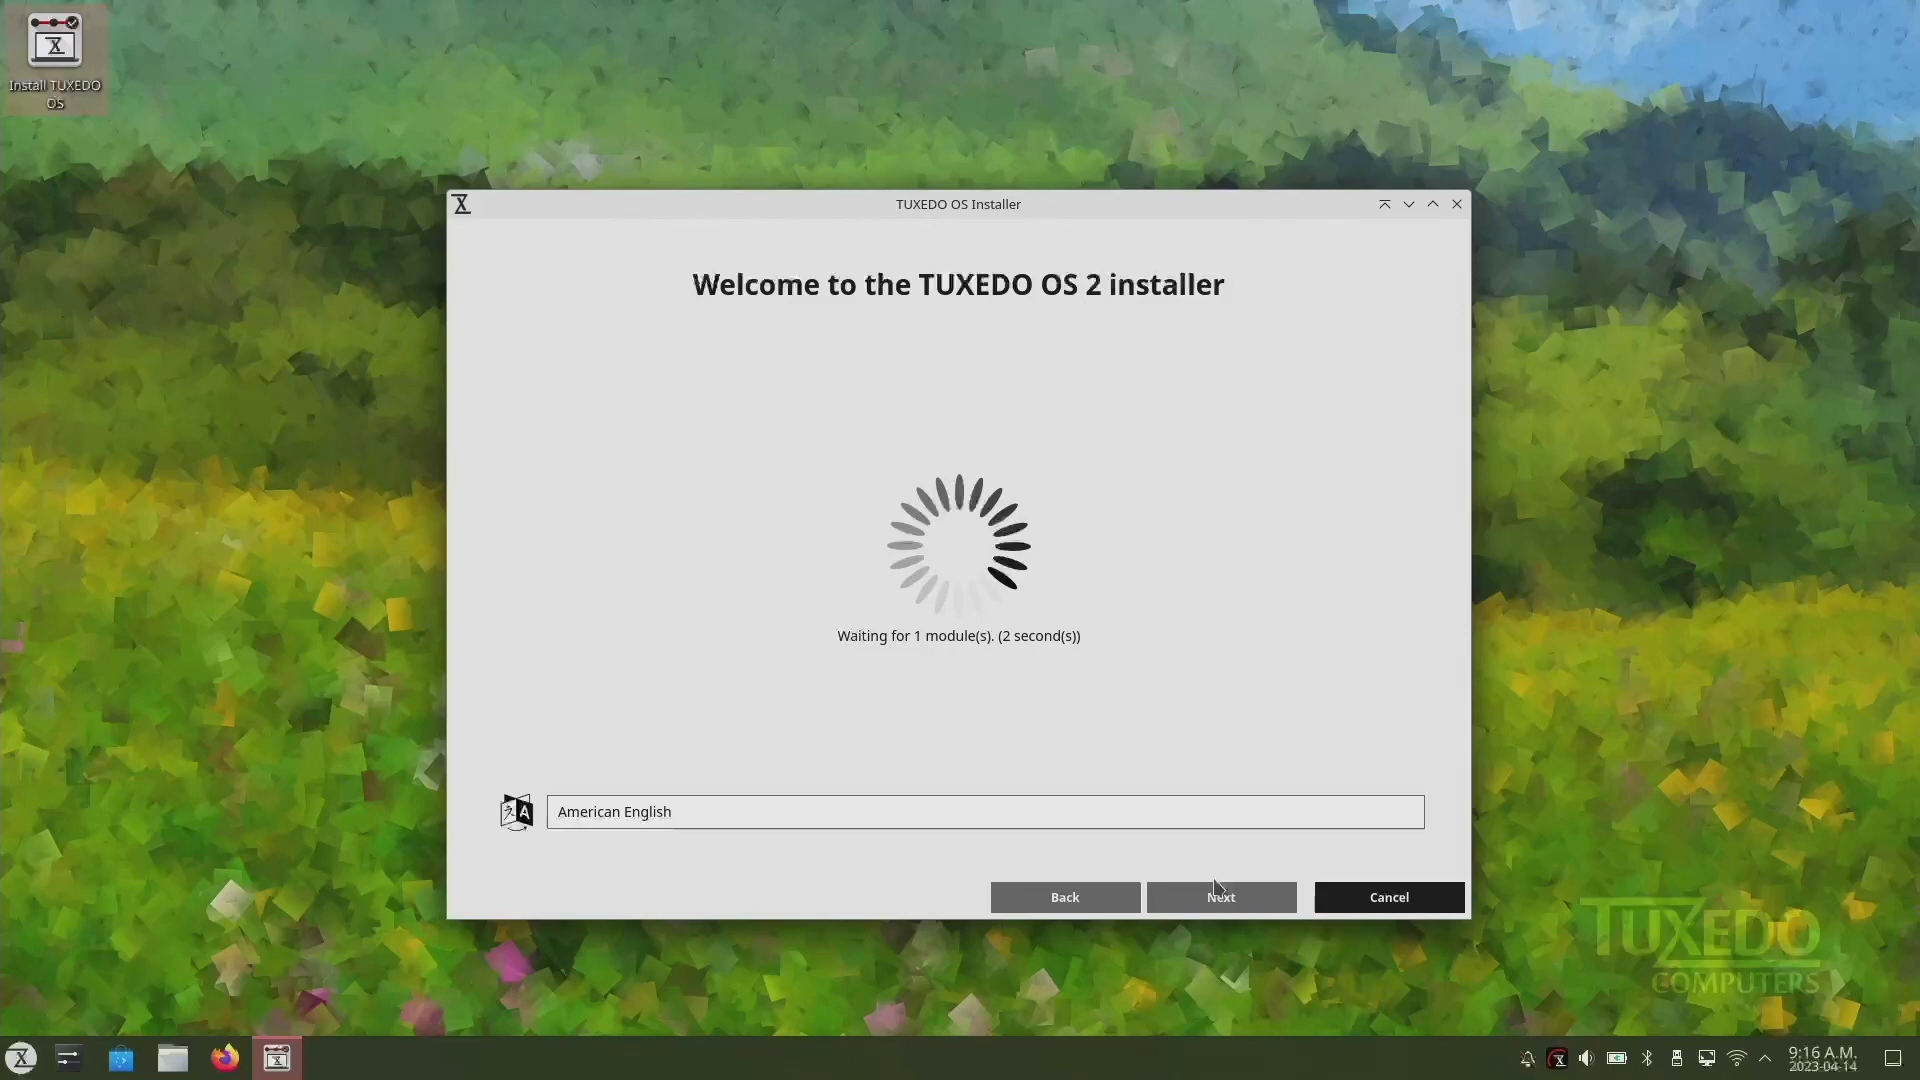 Install TUXEDO
OS
TUXEDO OS Installer
Welcome to the TUXEDO OS 2 installer
Waiting for 1 module(s). (2 second(s))
American English
Back
Next
Cancel
TUXEDO
COMPUTERS
9:16 A.M.
2023-04-14